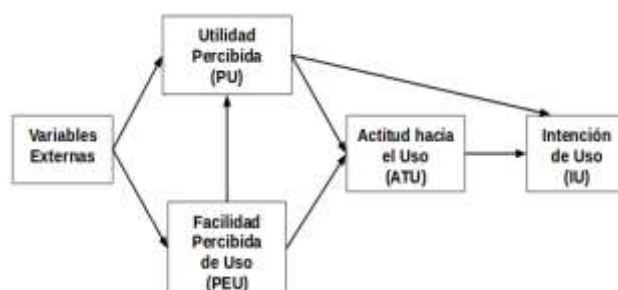 Utilidad
Percibida
(PU)
Variables
Externas
Actitud hacia
el Uso
(ATU)
Intención
de Uso
(IU)
Facilidad
Percibida
de Uso
(PEU)